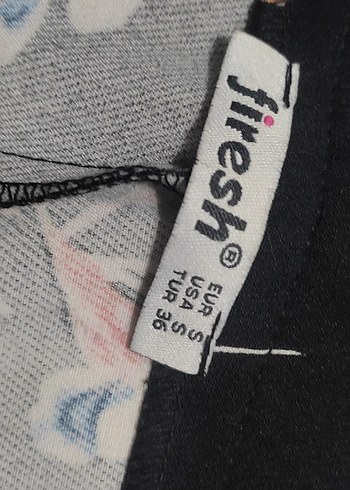 firesh®
EUR S
USA S
TUR 36